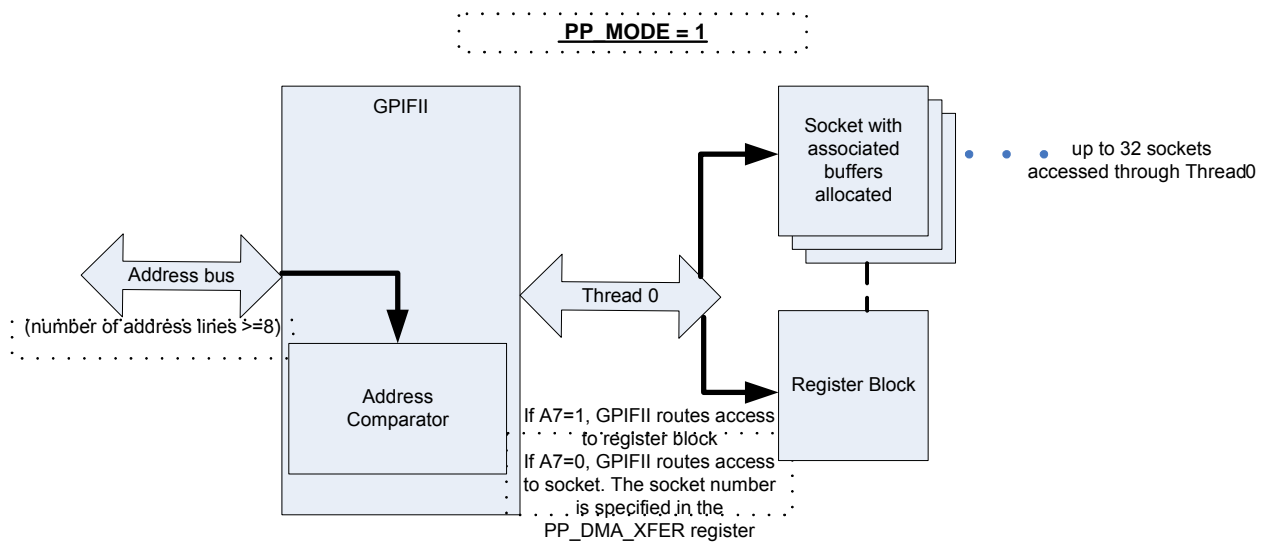 PP_MODE = 1
GPIFII
Socket with
associated
buffers
allocated
up to 32 sockets
accessed through Thread0
Address bus
Thread 0
(number of address lines >=8)
Address
Comparator
Register Block
If A7=1, GPIFII routes access
to register block
If A7=0, GPIFII routes access
to socket. The socket number
is specified in the
PP_DMA_XFER register